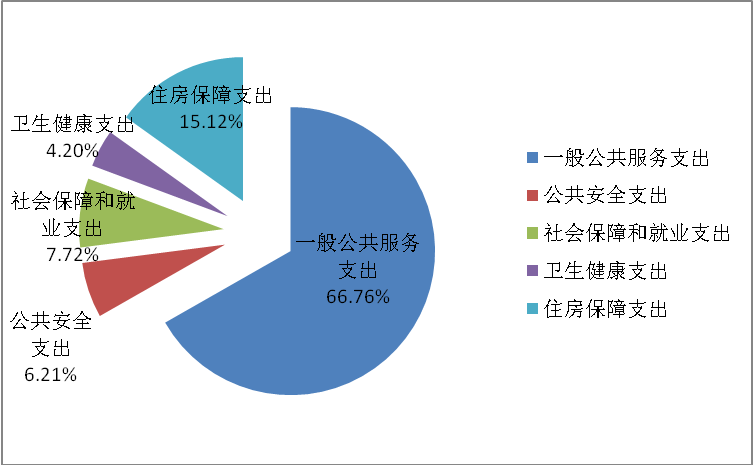 住房保障支出
15.12%
卫生健康支出
4.20%
社会保障和就
业支出
7.72%
公共安全
支出
6.21%
一般公共服务
支出
66.76%
一般公共服务支出
公共安全支出
社会保障和就业支出
卫生健康支出
住房保障支出